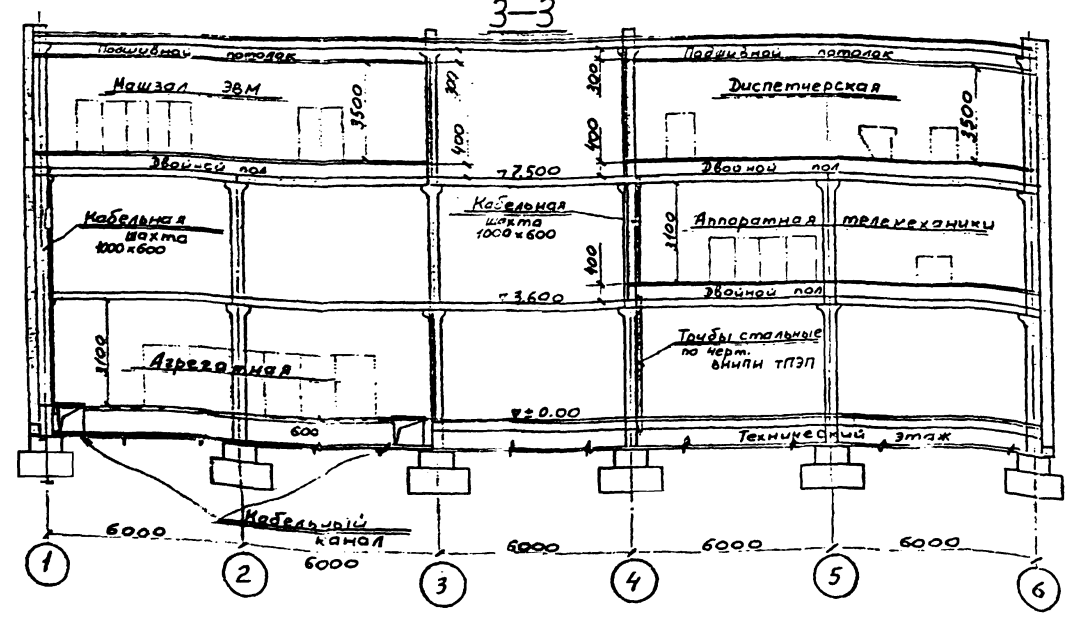 3–3
Подшивной потолок
Подшивной потолок
Машзал ЭВМ
3500
300
300
Диспетчерская
3500
400
400
Двойной пол
7.500
Двойной пол
Кабельная
шахта
1000×600
Кабельная
шахта
1000×600
3100
Аппаратная телемеханики
400
3.600
Двойной пол
3100
Агрегатная
Трубы стальные
по черт.
ВНИПИ ТПЭП
600
±0.00
Технический этаж
Кабельный
канал
6000
6000
6000
6000
6000
1
2
3
4
5
6